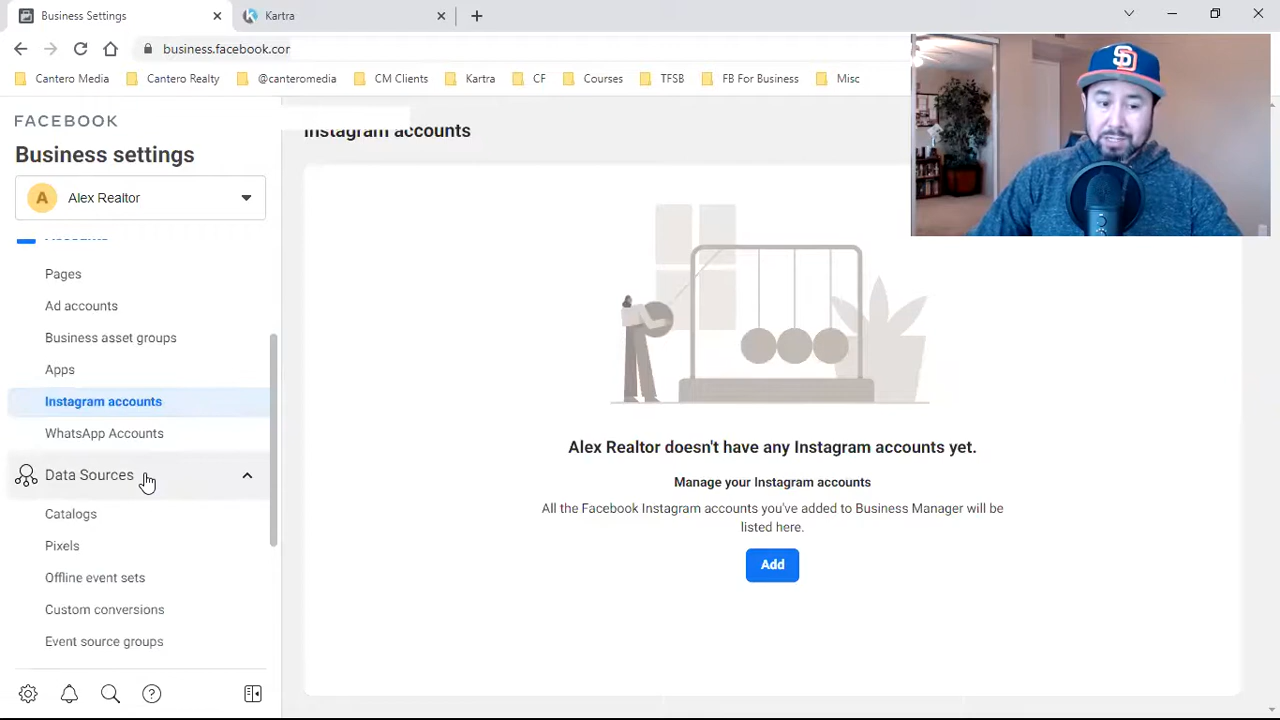 Business Settings
Kartra
business.facebook.cor
Cantero Media
Cantero Realty
@canteromedia
CM Clients
Kartra
CF
Courses
TFSB
FB For Business
Misc
FACEBOOK
Business settings
A
Alex Realtor
Accounts
Pages
Ad accounts
Business asset groups
Apps
Instagram accounts
WhatsApp Accounts
Data Sources
Catalogs
Pixels
Offline event sets
Custom conversions
Event source groups
Instagram accounts
Alex Realtor doesn't have any Instagram accounts yet.
Manage your Instagram accounts
All the Facebook Instagram accounts you've added to Business Manager will be
listed here.
Add
SD